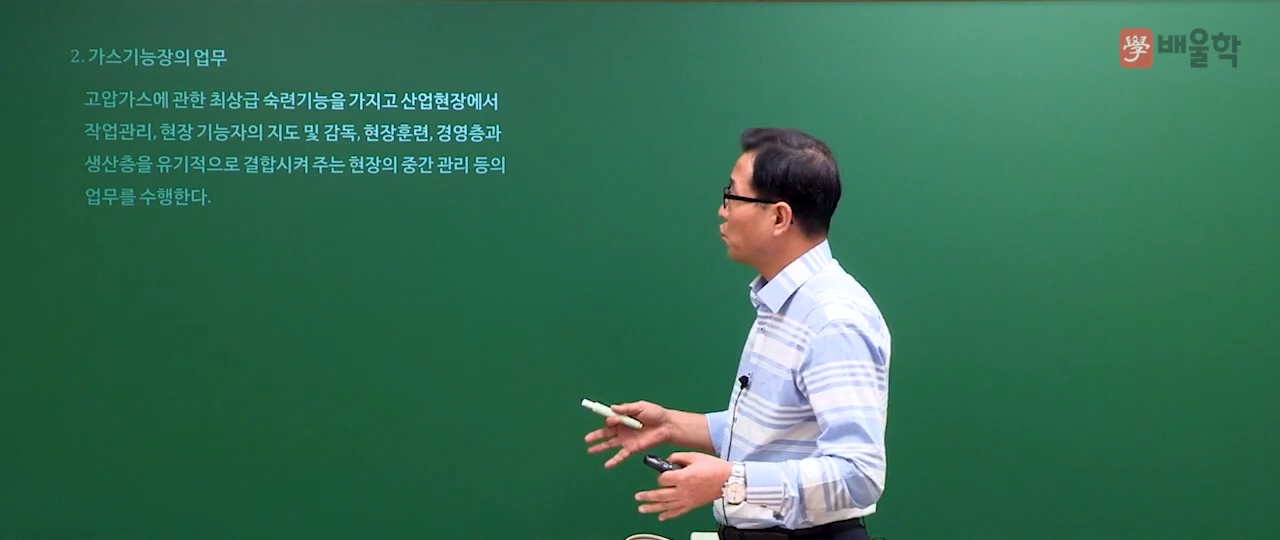 2. 가스기능장의 업무
學 배울학
고압가스에 관한 최상급 숙련기능을 가지고 산업현장에서
작업관리, 현장 기능자의 지도 및 감독, 현장훈련, 경영층과
생산층을 유기적으로 결합시켜 주는 현장의 중간 관리 등의
업무를 수행한다.